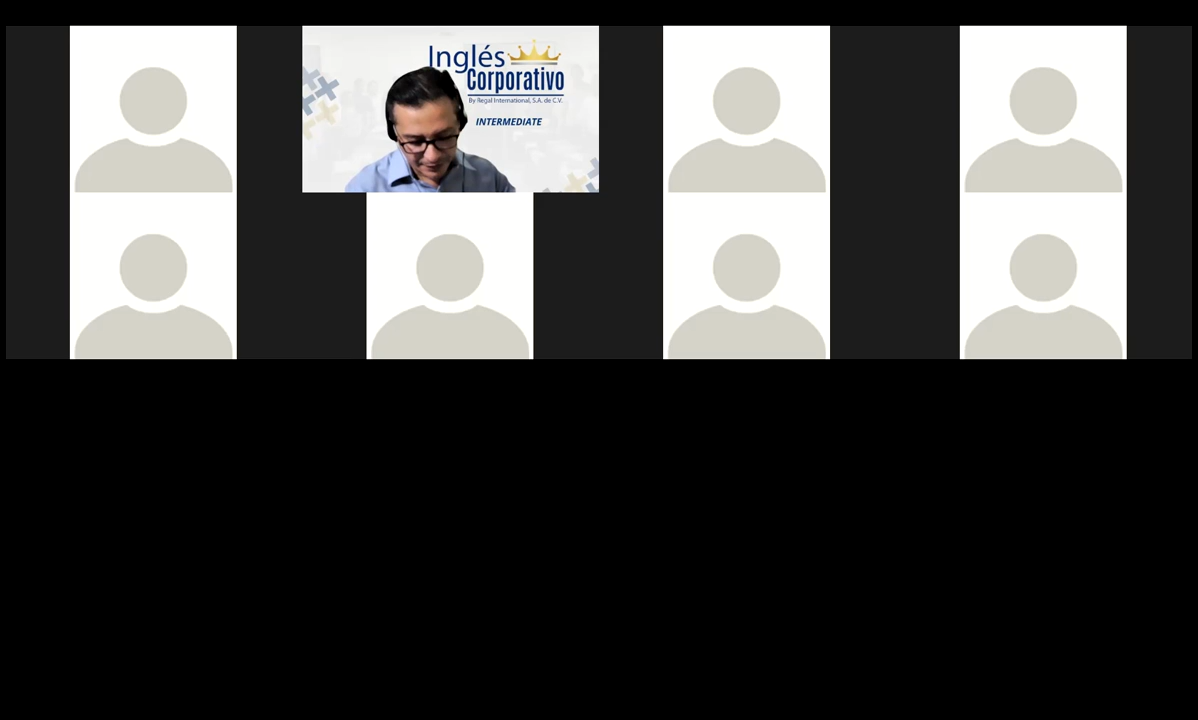 Inglés
Corporativo
By Ilegal International, S.A. de C.V.
INTERMEDIATE